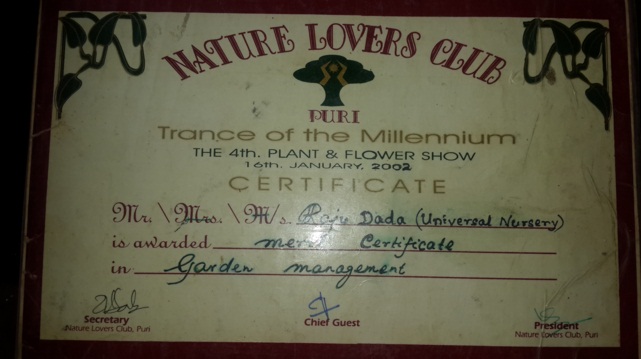 NATURE LOVERS CLUB
PURI
Trance of the Millennium
THE 4th. PLANT & FLOWER SHOW
16th. JANUARY, 2002
CERTIFICATE
Mr. \ Mrs. \ M/s. Raju Dada (Universal Nursery)
is awarded merit Certificate
in Garden management
Secretary
Nature Lovers Club, Puri
Chief Guest
President
Nature Lovers Club, Puri